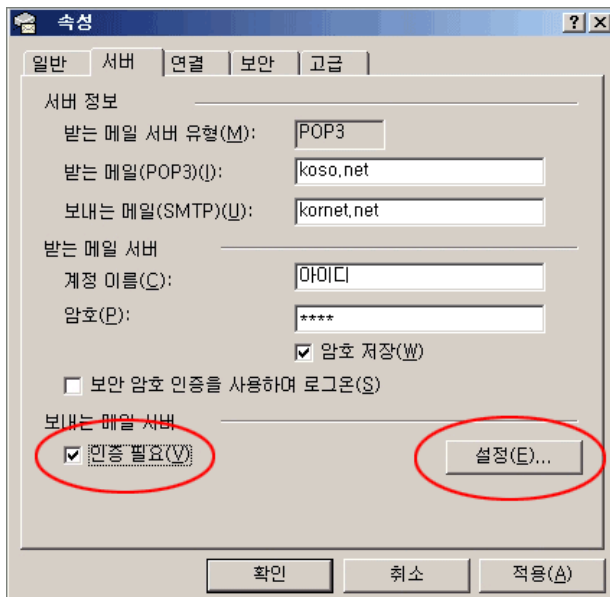 속성
일반 서버 연결 보안 고급
서버 정보
받는 메일 서버 유형(M): POP3
받는 메일(POP3)(I): koso.net
보내는 메일(SMTP)(U): kornet.net
받는 메일 서버
계정 이름(C): 아이디
암호(P): ****
암호 저장(W)
보안 암호 인증을 사용하여 로그온(S)
보내는 메일 서버
인증 필요(V) 설정(E)...
확인 취소 적용(A)